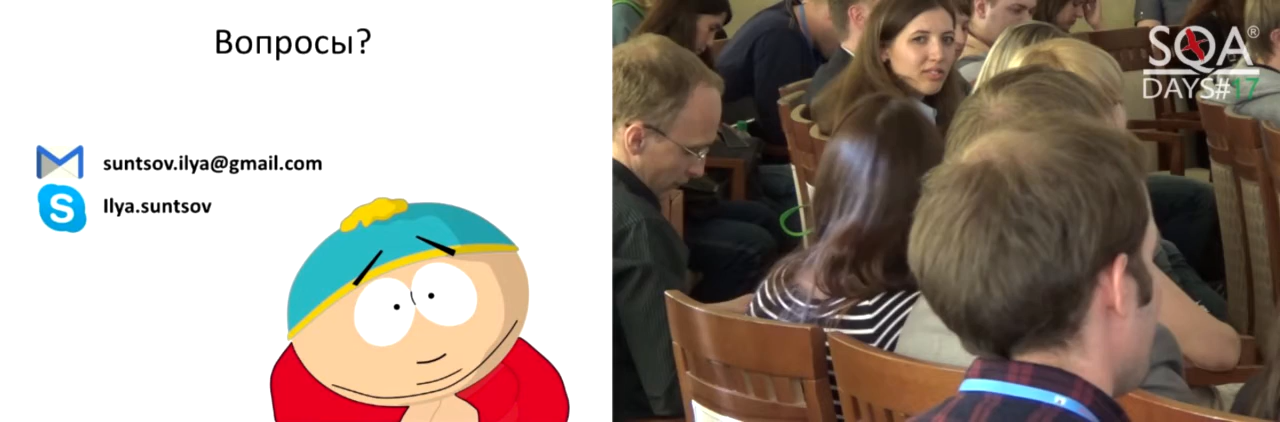 Вопросы?
suntsov.ilya@gmail.com
S
Ilya.suntsov
SQA®
DAYS#17